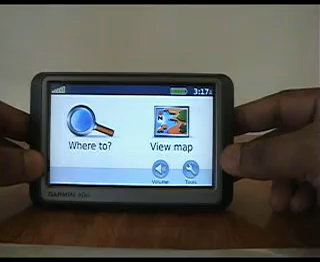 3:17
Where to?
View map
N
Volume
Tools
GARMIN